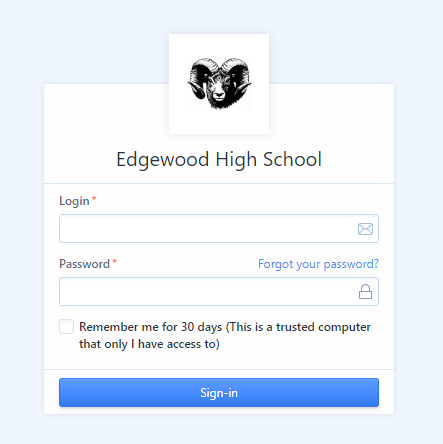 Edgewood High School
Login *
Password * Forgot your password?
Remember me for 30 days (This is a trusted computer
that only I have access to)
Sign-in